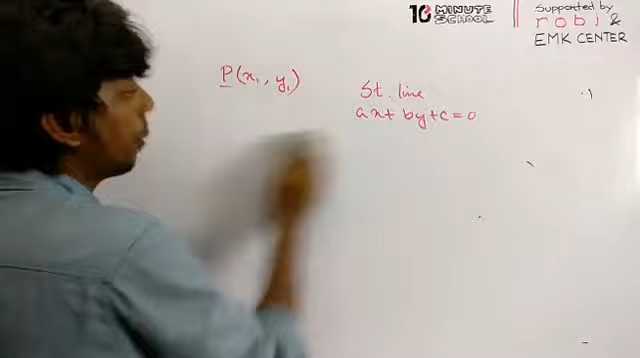 10 MINUTE SCHOOL
Supported by
robi &
EMK CENTER
P(x₁, y₁)
St. line
ax+by+c=0